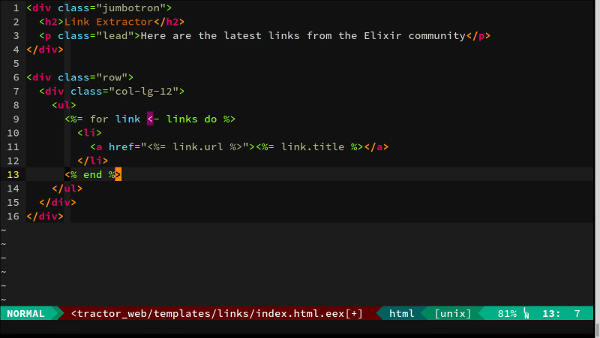 1 <div class="jumbotron">
2   <h2>Link Extractor</h2>
3   <p class="lead">Here are the latest links from the Elixir community</p>
4 </div>
5
6 <div class="row">
7   <div class="col-lg-12">
8     <ul>
9       <%= for link <- links do %>
10         <li>
11           <a href="<%= link.url %>"><%= link.title %></a>
12         </li>
13       <% end %>
14     </ul>
15   </div>
16 </div>
~
~
~
~
~
~
NORMAL <tractor_web/templates/links/index.html.eex[+] html [unix] 81% ㏑ 13: 7